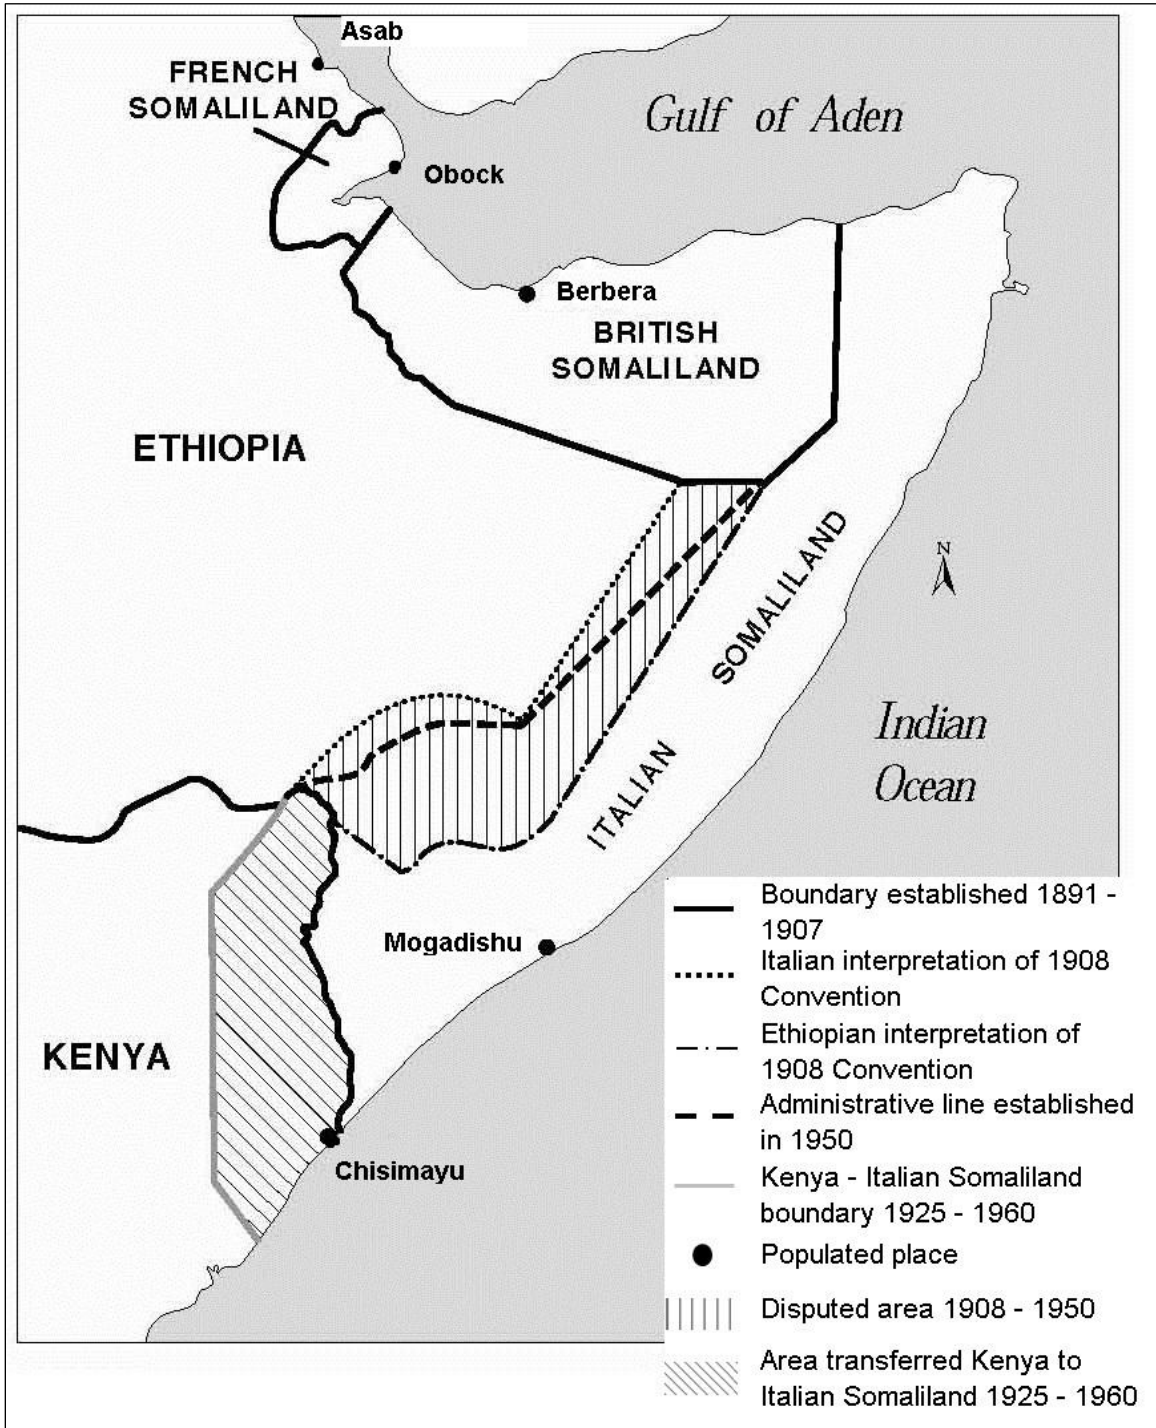 Asab
FRENCH
SOMALILAND
Gulf of Aden
Obock
Berbera
BRITISH
SOMALILAND
ETHIOPIA
N
SOMALILAND
ITALIAN
Indian
Ocean
Mogadishu
KENYA
Chisimayu
Boundary established 1891 -
1907
Italian interpretation of 1908
Convention
Ethiopian interpretation of
1908 Convention
Administrative line established
in 1950
Kenya - Italian Somaliland
boundary 1925 - 1960
Populated place
Disputed area 1908 - 1950
Area transferred Kenya to
Italian Somaliland 1925 - 1960